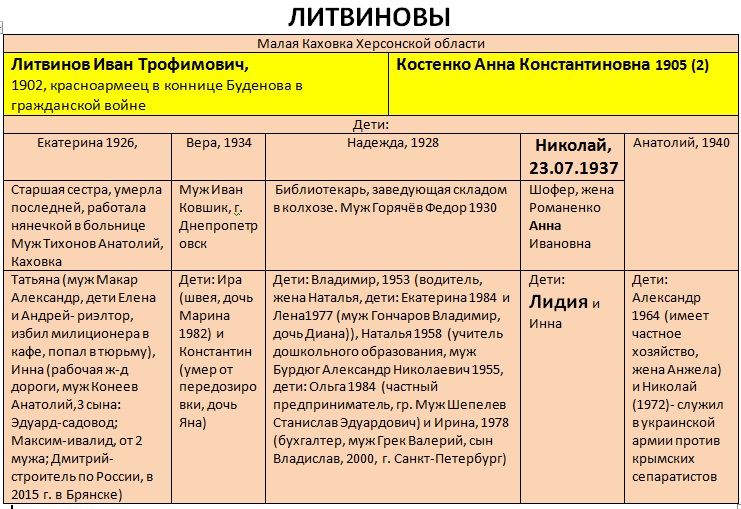 ЛИТВИНОВЫ
Малая Каховка Херсонской области
Литвинов Иван Трофимович,
1902, красноармеец в коннице Буденова в
гражданской войне
Костенко Анна Константиновна 1905 (2)
Дети:
Екатерина 1926,
Вера, 1934
Надежда, 1928
Николай,
23.07.1937
Анатолий, 1940
Старшая сестра, умерла
последней, работала
нянечкой в больнице
Муж Тихонов Анатолий,
Каховка
Муж Иван
Ковшик, г.
Днепропетр
овск
Библиотекарь, заведующая складом
в колхозе. Муж Горячёв Федор 1930
Шофер, жена
Романенко
Анна
Ивановна
Татьяна (муж Макар
Александр, дети Елена
и Андрей- риэлтор,
избил милиционера в
кафе, попал в тюрьму),
Инна (рабочая ж-д
дороги, муж Конеев
Анатолий,3 сына:
Эдуард-садовод;
Максим-ивалид, от 2
мужа; Дмитрий-
строитель по России, в
2015 г. в Брянске)
Дети: Ира
(швея, дочь
Марина
1982) и
Константин
(умер от
передозиро
вки, дочь
Яна)
Дети: Владимир, 1953 (водитель,
жена Наталья, дети: Екатерина 1984 и
Лена1977 (муж Гончаров Владимир,
дочь Диана)), Наталья 1958 (учитель
дошкольного образования, муж
Бурдюг Александр Николаевич 1955,
дети: Ольга 1984 (частный
предприниматель, гр. Муж Шепелев
Станислав Эдуардович) и Ирина, 1978
(бухгалтер, муж Грек Валерий, сын
Владислав, 2000, г. Санкт-Петербург)
Дети:
Лидия и
Инна
Дети:
Александр
1964 (имеет
частное
хозяйство,
жена Анжела)
и Николай
(1972)- служил
в украинской
армии против
крымских
сепаратистов